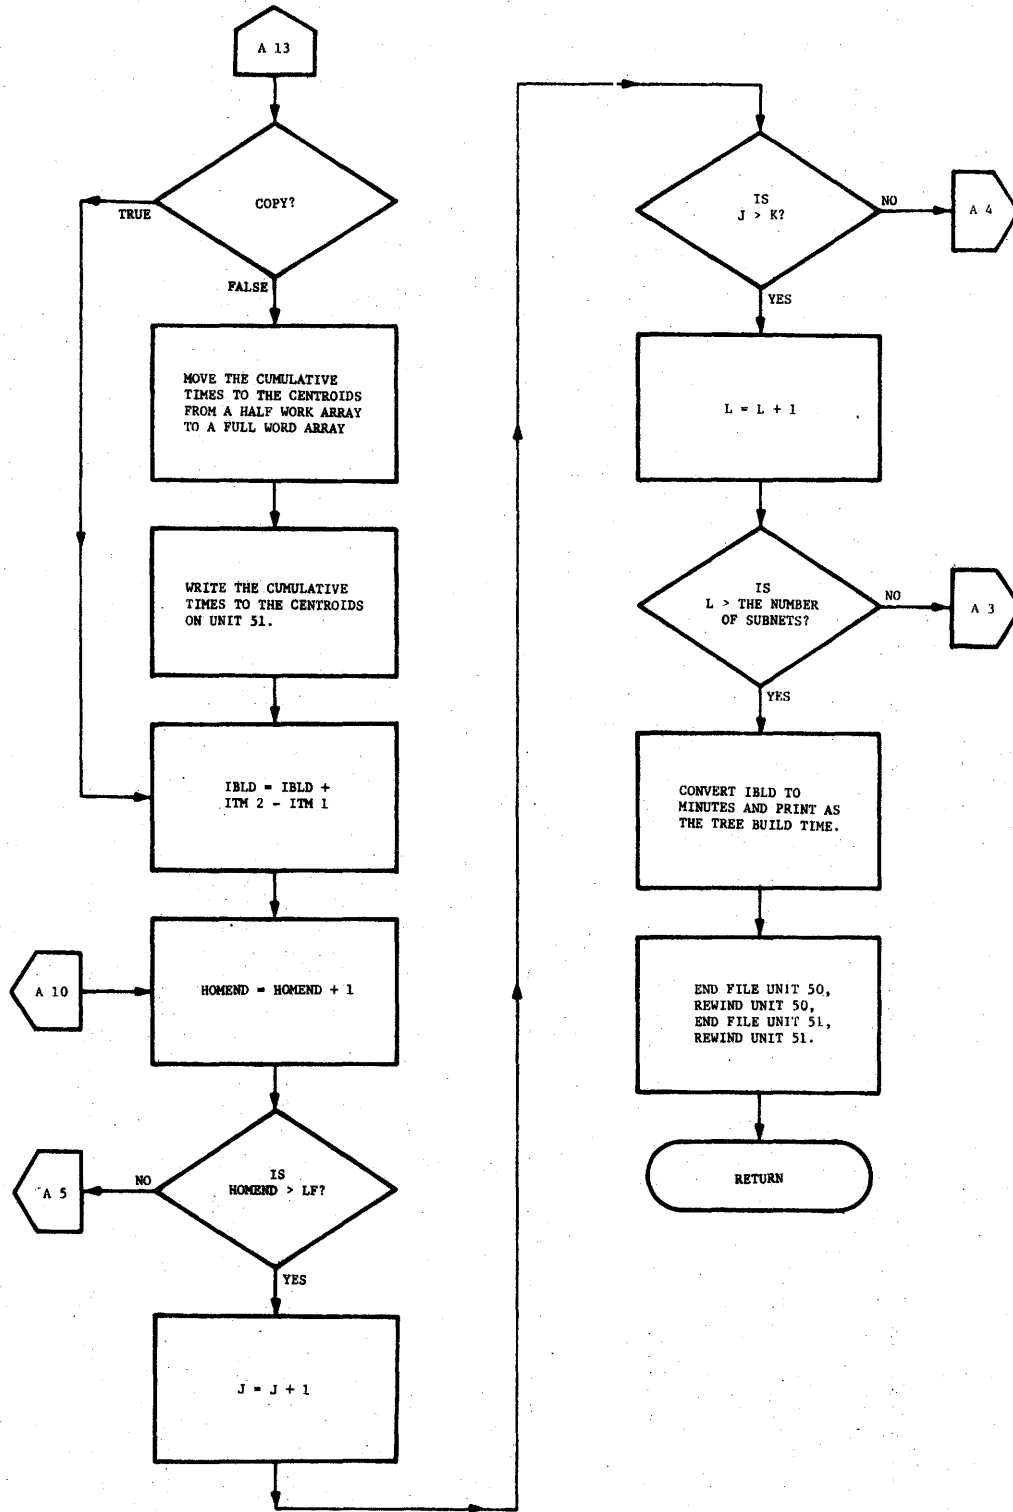 A 13
COPY?
TRUE
FALSE
MOVE THE CUMULATIVE
TIMES TO THE CENTROIDS
FROM A HALF WORK ARRAY
TO A FULL WORD ARRAY
WRITE THE CUMULATIVE
TIMES TO THE CENTROIDS
ON UNIT 51.
IBLD = IBLD +
ITM 2 - ITM 1
A 10
HOMEND = HOMEND + 1
IS
HOMEND > LF?
NO
A 5
YES
J = J + 1
IS
J > K?
NO
A 4
YES
L = L + 1
IS
L > THE NUMBER
OF SUBNETS?
NO
A 3
YES
CONVERT IBLD TO
MINUTES AND PRINT AS
THE TREE BUILD TIME.
END FILE UNIT 50,
REWIND UNIT 50,
END FILE UNIT 51,
REWIND UNIT 51.
RETURN